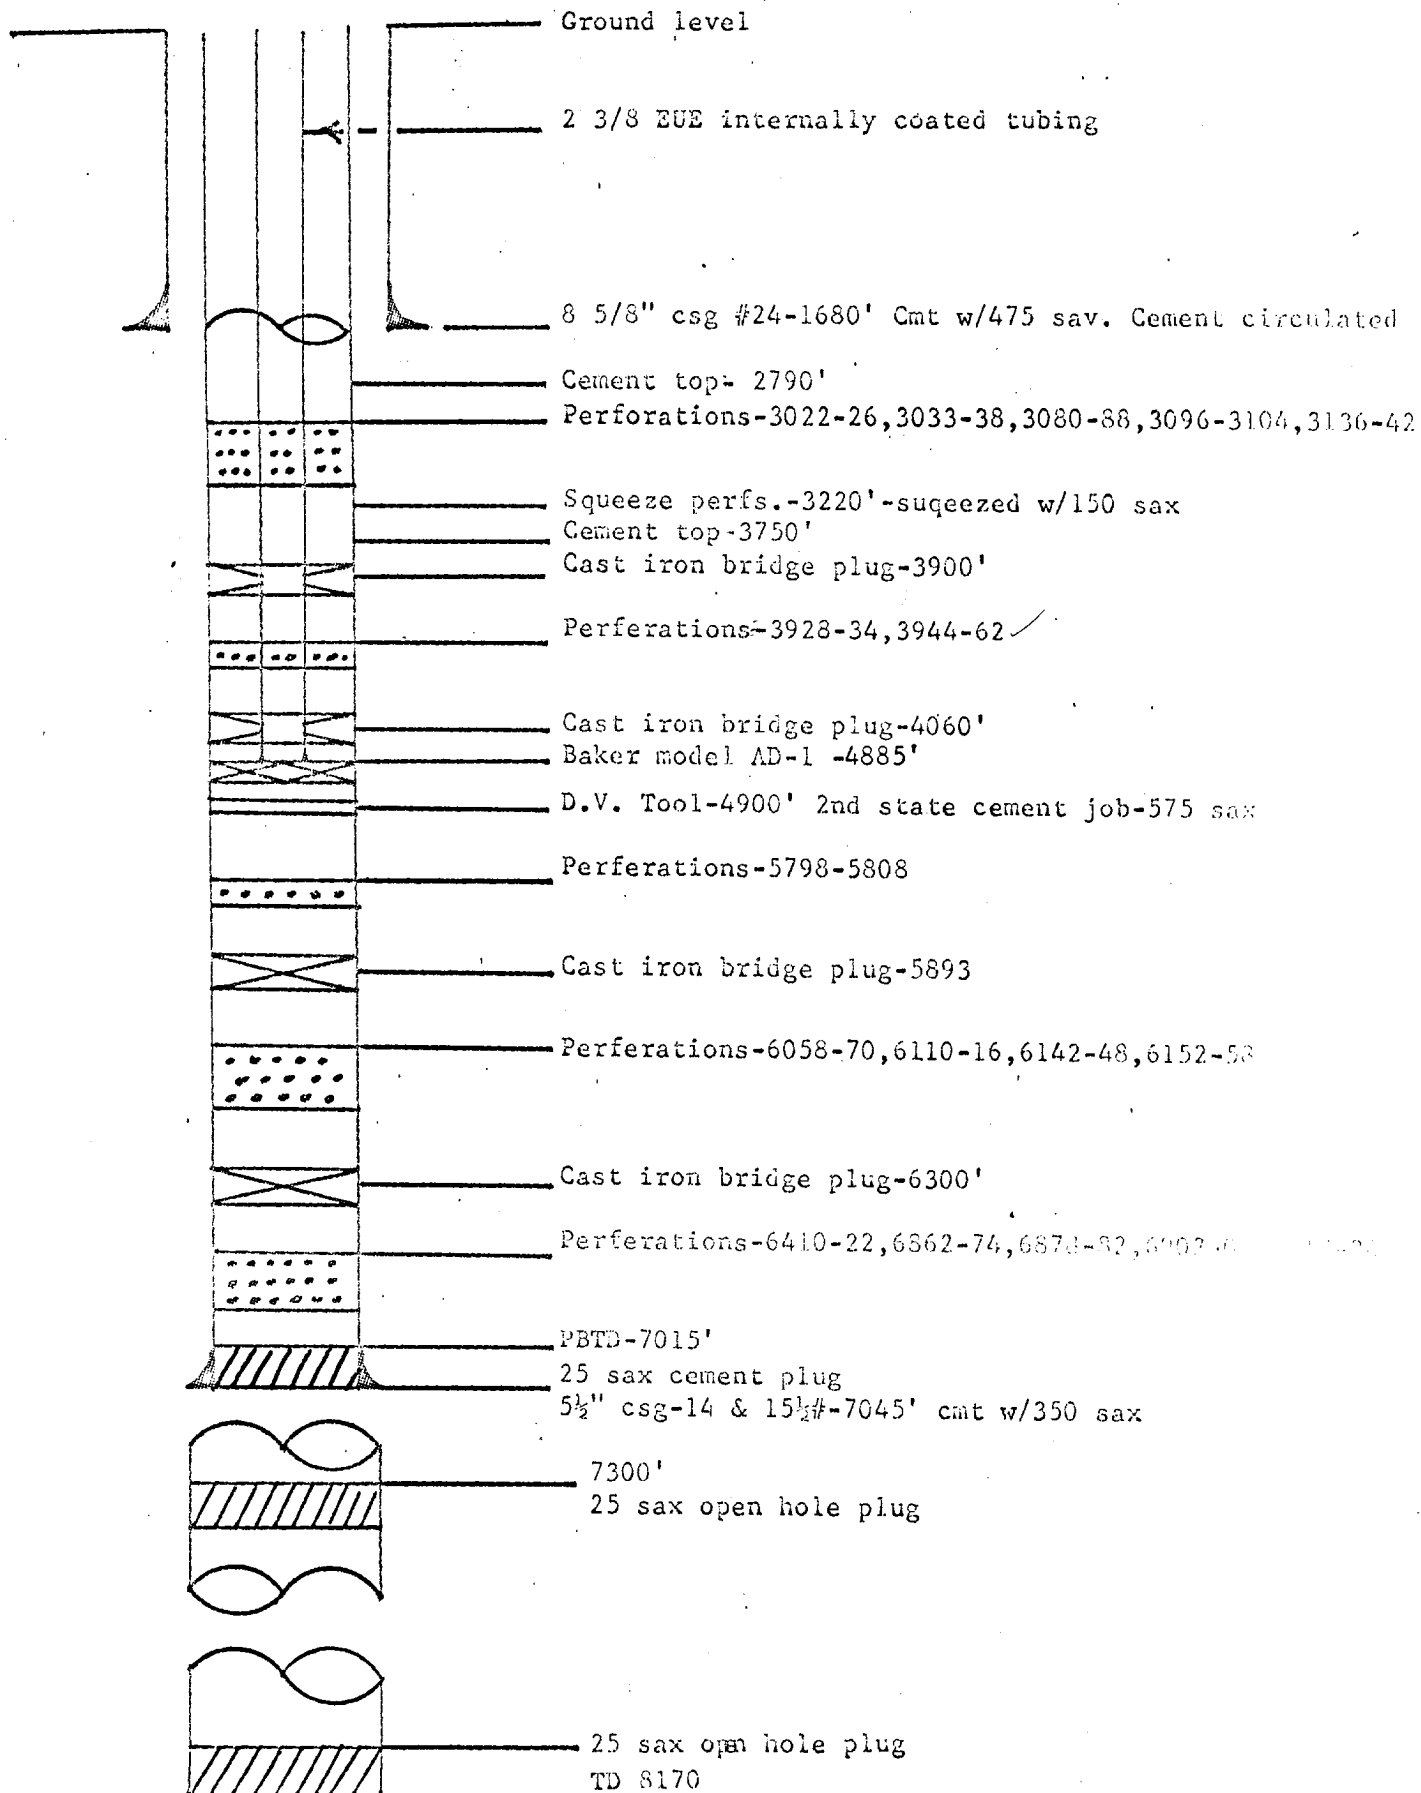 Ground level
2 3/8 EUE internally coated tubing
8 5/8" csg #24-1680' Cmt w/475 sav. Cement circulated
Cement top- 2790'
Perforations-3022-26,3033-38,3080-88,3096-3104,3136-42
Squeeze perfs.-3220'-suqeezed w/150 sax
Cement top-3750'
Cast iron bridge plug-3900'
Perferations-3928-34,3944-62
Cast iron bridge plug-4060'
Baker model AD-1 -4885'
D.V. Tool-4900' 2nd state cement job-575 sax
Perferations-5798-5808
Cast iron bridge plug-5893
Perferations-6058-70,6110-16,6142-48,6152-58
Cast iron bridge plug-6300'
Perferations-6410-22,6862-74,
PBTD-7015'
25 sax cement plug
5½" csg-14 & 15½#-7045' cmt w/350 sax
7300'
25 sax open hole plug
25 sax open hole plug
TD 8170